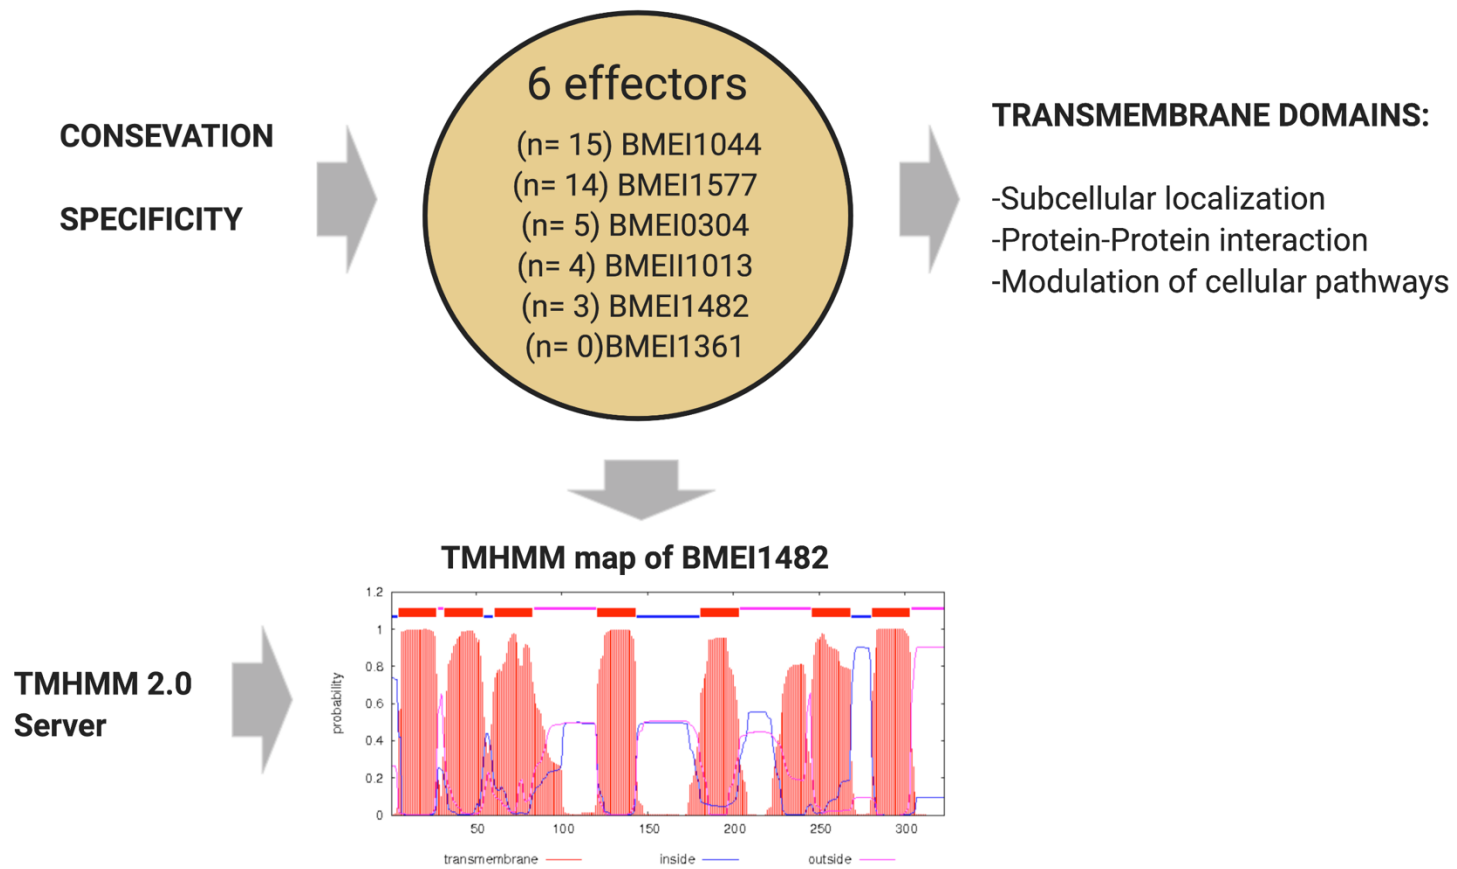 CONSEVATION
SPECIFICITY
6 effectors
(n= 15) BMEI1044
(n= 14) BMEI1577
(n= 5) BMEI0304
(n= 4) BMEII1013
(n= 3) BMEI1482
(n= 0)BMEI1361
TRANSMEMBRANE DOMAINS:
-Subcellular localization
-Protein-Protein interaction
-Modulation of cellular pathways
TMHMM 2.0
Server
TMHMM map of BMEI1482
probability
1.2
1
0.8
0.6
0.4
0.2
0
50 100 150 200 250 300
transmembrane inside outside